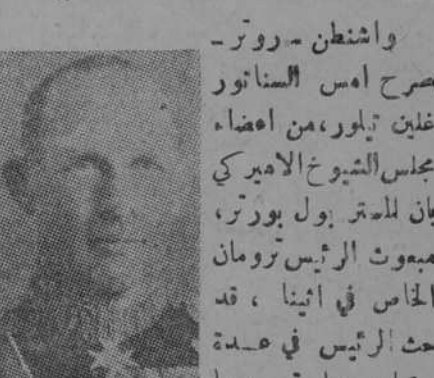 واشنطن - روتر -
صرح امس السناتور
غلين تيلور، من اعضاء
مجلس الشيوخ الاميركي
بان للمستر بول بورتر،
مبعوث الرئيس ترومان
الخاص في اثينا ، قد
حث الرئيس في عدة